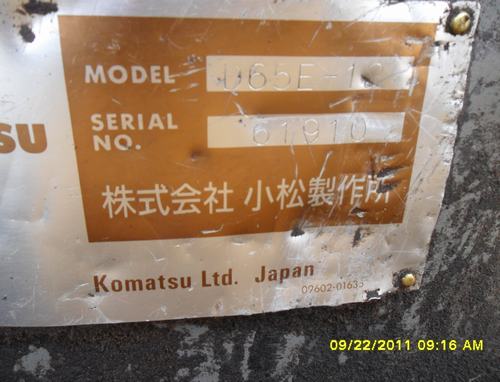 SU
MODEL D65E-12
SERIAL NO. 61910
株式会社 小松製作所
Komatsu Ltd. Japan
09602-01635
09/22/2011 09:16 AM